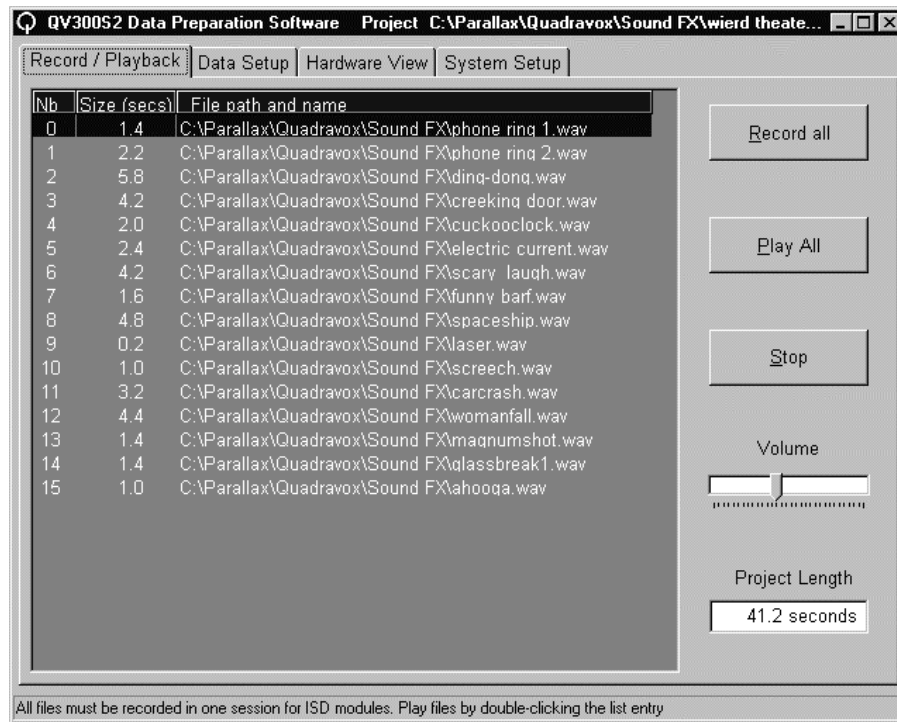 QV300S2 Data Preparation Software Project C:\Parallax\Quadravox\Sound FX\wierd theate...
Record / Playback Data Setup Hardware View System Setup
Nb Size (secs) File path and name
0 1.4 C:\Parallax\Quadravox\Sound FX\phone ring 1.wav
1 2.2 C:\Parallax\Quadravox\Sound FX\phone ring 2.wav
2 5.8 C:\Parallax\Quadravox\Sound FX\ding-dong.wav
3 4.2 C:\Parallax\Quadravox\Sound FX\creeking door.wav
4 2.0 C:\Parallax\Quadravox\Sound FX\cuckooclock.wav
5 2.4 C:\Parallax\Quadravox\Sound FX\electric current.wav
6 4.2 C:\Parallax\Quadravox\Sound FX\scary laugh.wav
7 1.6 C:\Parallax\Quadravox\Sound FX\funny barf.wav
8 4.8 C:\Parallax\Quadravox\Sound FX\spaceship.wav
9 0.2 C:\Parallax\Quadravox\Sound FX\laser.wav
10 1.0 C:\Parallax\Quadravox\Sound FX\screech.wav
11 3.2 C:\Parallax\Quadravox\Sound FX\carcrash.wav
12 4.4 C:\Parallax\Quadravox\Sound FX\womanfall.wav
13 1.4 C:\Parallax\Quadravox\Sound FX\magnumshot.wav
14 1.4 C:\Parallax\Quadravox\Sound FX\glassbreak1.wav
15 1.0 C:\Parallax\Quadravox\Sound FX\ahooga.wav
Record all
Play All
Stop
Volume
Project Length
41.2 seconds
All files must be recorded in one session for ISD modules. Play files by double-clicking the list entry